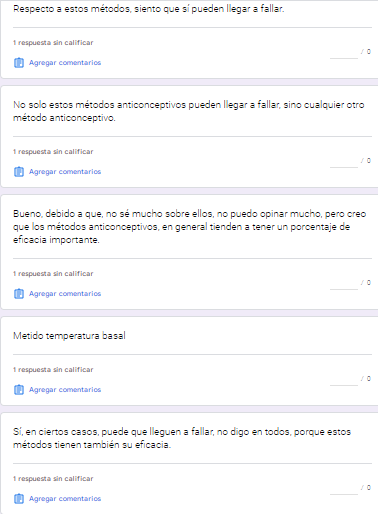 Respecto a estos métodos, siento que sí pueden llegar a fallar.
1 respuesta sin calificar
/ 0
Agregar comentarios
No solo estos métodos anticonceptivos pueden llegar a fallar, sino cualquier otro
método anticonceptivo.
1 respuesta sin calificar
/ 0
Agregar comentarios
Bueno, debido a que, no sé mucho sobre ellos, no puedo opinar mucho, pero creo
que los métodos anticonceptivos, en general tienden a tener un porcentaje de
eficacia importante.
1 respuesta sin calificar
/ 0
Agregar comentarios
Metido temperatura basal
1 respuesta sin calificar
/ 0
Agregar comentarios
Sí, en ciertos casos, puede que lleguen a fallar, no digo en todos, porque estos
métodos tienen también su eficacia.
1 respuesta sin calificar
/ 0
Agregar comentarios